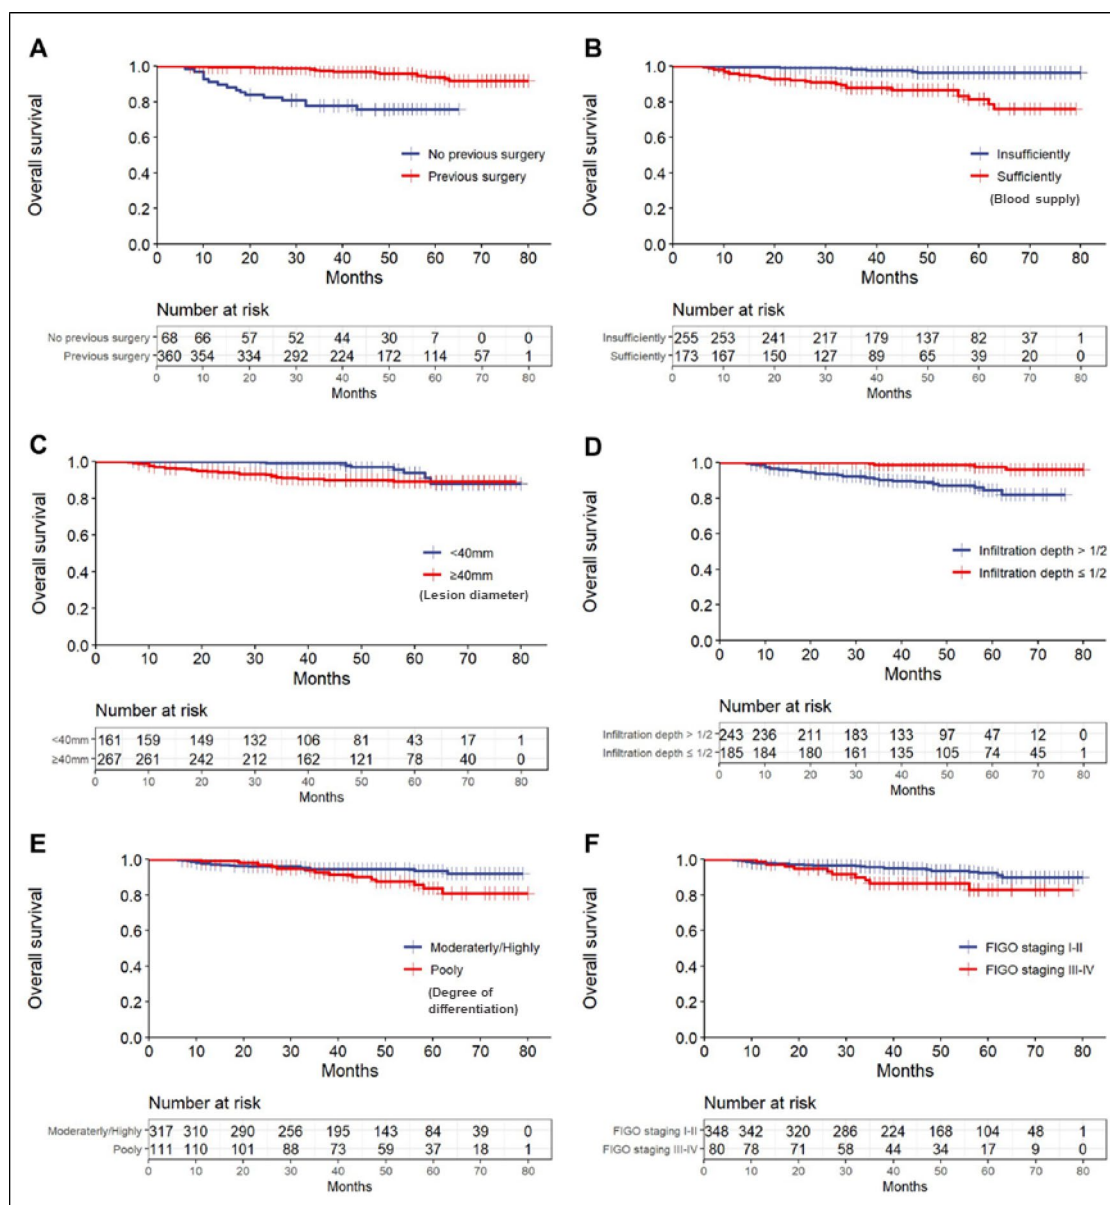 A
Overall survival
1.0
0.8
0.6
0.4
0.2
0.0
No previous surgery
Previous surgery
0 10 20 30 40 50 60 70 80
Months
Number at risk
No previous surgery 68 66 57 52 44 30 7 0 0
Previous surgery 360 354 334 292 224 172 114 57 1
0 10 20 30 40 50 60 70 80
Months
B
Overall survival
1.0
0.8
0.6
0.4
0.2
0.0
Insufficiently
Sufficiently
(Blood supply)
0 10 20 30 40 50 60 70 80
Months
Number at risk
Insufficiently 255 253 241 217 179 137 82 37 1
Sufficiently 173 167 150 127 89 65 39 20 0
0 10 20 30 40 50 60 70 80
Months
C
Overall survival
1.0
0.8
0.6
0.4
0.2
0.0
<40mm
≥40mm
(Lesion diameter)
0 10 20 30 40 50 60 70 80
Months
Number at risk
<40mm 161 159 149 132 106 81 43 17 1
≥40mm 267 261 242 212 162 121 78 40 0
0 10 20 30 40 50 60 70 80
Months
D
Overall survival
1.0
0.8
0.6
0.4
0.2
0.0
Infiltration depth > 1/2
Infiltration depth ≤ 1/2
0 10 20 30 40 50 60 70 80
Months
Number at risk
Infiltration depth > 1/2 243 236 211 183 133 97 47 12 0
Infiltration depth ≤ 1/2 185 184 180 161 135 105 74 45 1
0 10 20 30 40 50 60 70 80
Months
E
Overall survival
1.0
0.8
0.6
0.4
0.2
0.0
Moderaterly/Highly
Pooly
(Degree of
differentiation)
0 10 20 30 40 50 60 70 80
Months
Number at risk
Moderaterly/Highly 317 310 290 256 195 143 84 39 0
Pooly 111 110 101 88 73 59 37 18 1
0 10 20 30 40 50 60 70 80
Months
F
Overall survival
1.0
0.8
0.6
0.4
0.2
0.0
FIGO staging I-II
FIGO staging III-IV
0 10 20 30 40 50 60 70 80
Months
Number at risk
FIGO staging I-II 348 342 320 286 224 168 104 48 1
FIGO staging III-IV 80 78 71 58 44 34 17 9 0
0 10 20 30 40 50 60 70 80
Months